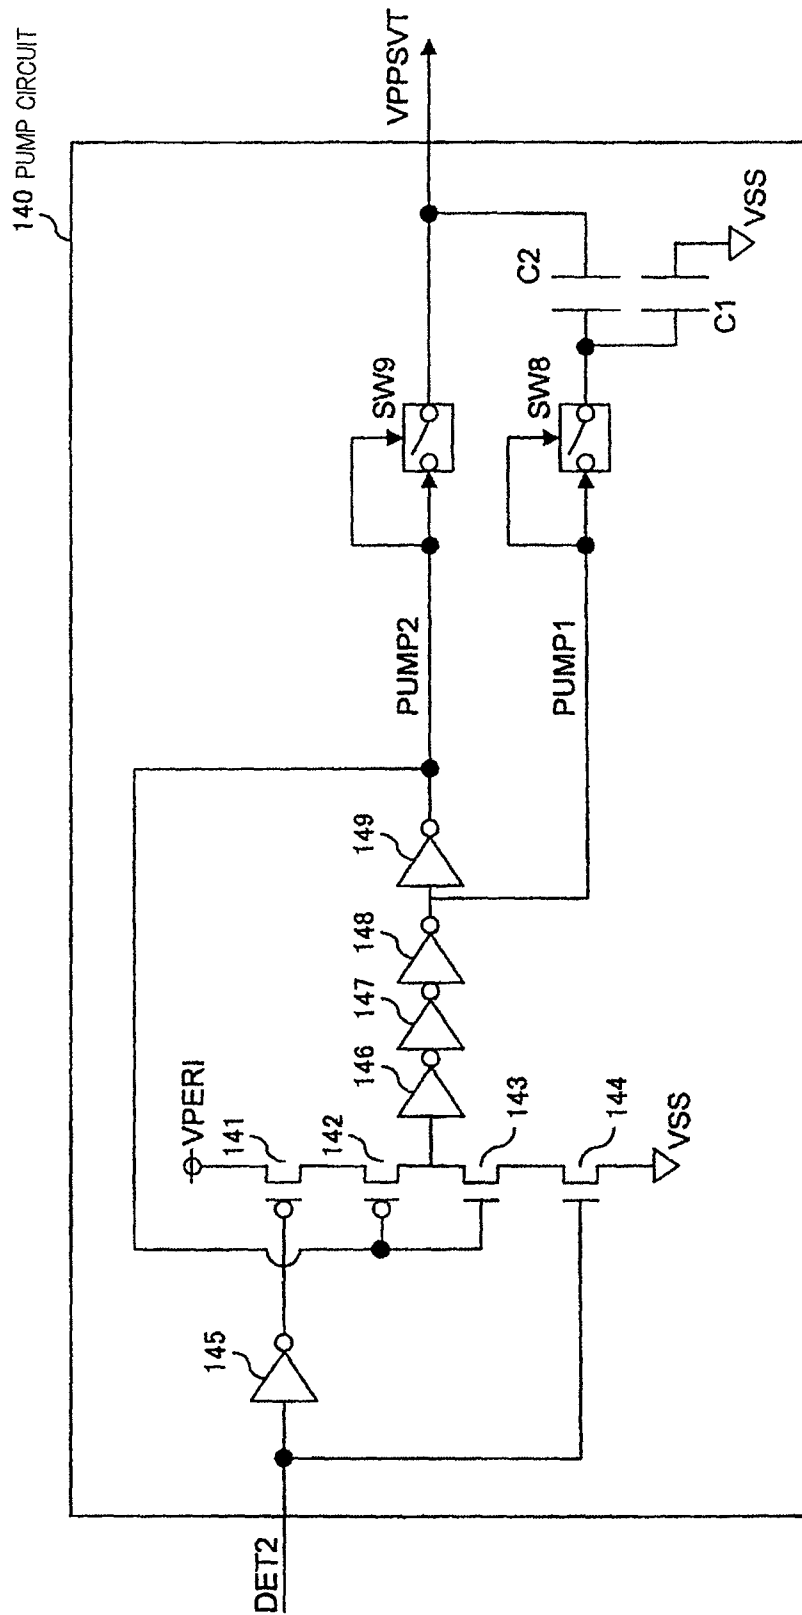 140 PUMP CIRCUIT
DET2
145
VPERI
141
142
143
144
VSS
146
147
148
149
PUMP2
PUMP1
SW9
SW8
C2
C1
VSS
VPPSVT